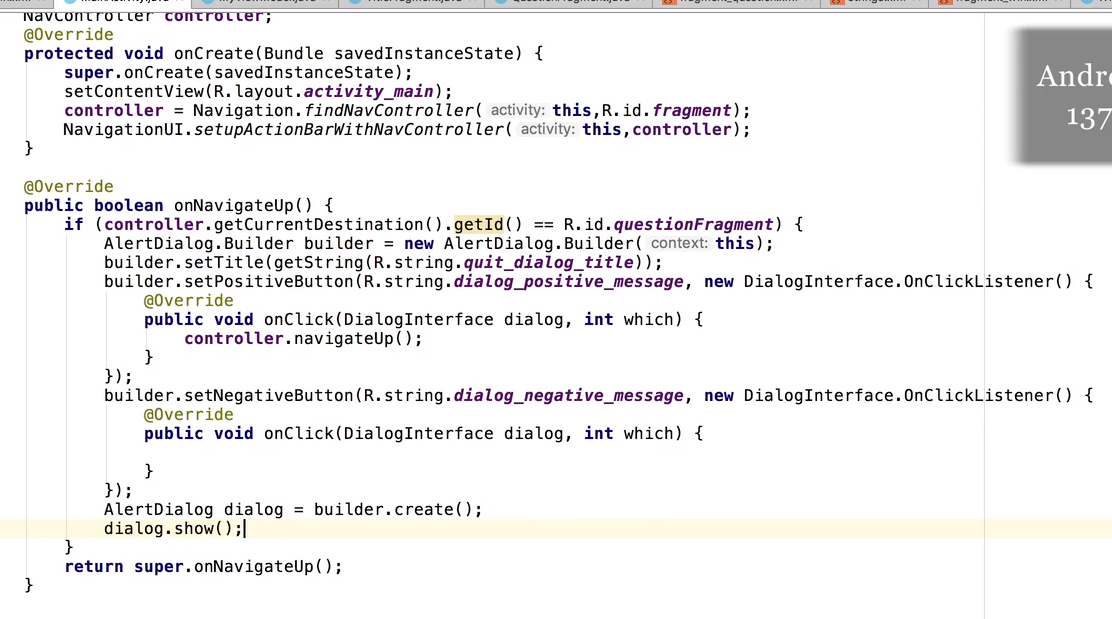 NavController controller;
@Override
protected void onCreate(Bundle savedInstanceState) {
super.onCreate(savedInstanceState);
setContentView(R.layout.activity_main);
controller = Navigation.findNavController( activity: this,R.id.fragment);
NavigationUI.setupActionBarWithNavController( activity: this,controller);
}
@Override
public boolean onNavigateUp() {
if (controller.getCurrentDestination().getId() == R.id.questionFragment) {
AlertDialog.Builder builder = new AlertDialog.Builder( context: this);
builder.setTitle(getString(R.string.quit_dialog_title));
builder.setPositiveButton(R.string.dialog_positive_message, new DialogInterface.OnClickListener() {
@Override
public void onClick(DialogInterface dialog, int which) {
controller.navigateUp();
}
});
builder.setNegativeButton(R.string.dialog_negative_message, new DialogInterface.OnClickListener() {
@Override
public void onClick(DialogInterface dialog, int which) {
}
});
AlertDialog dialog = builder.create();
dialog.show();
}
return super.onNavigateUp();
}
Andro
137